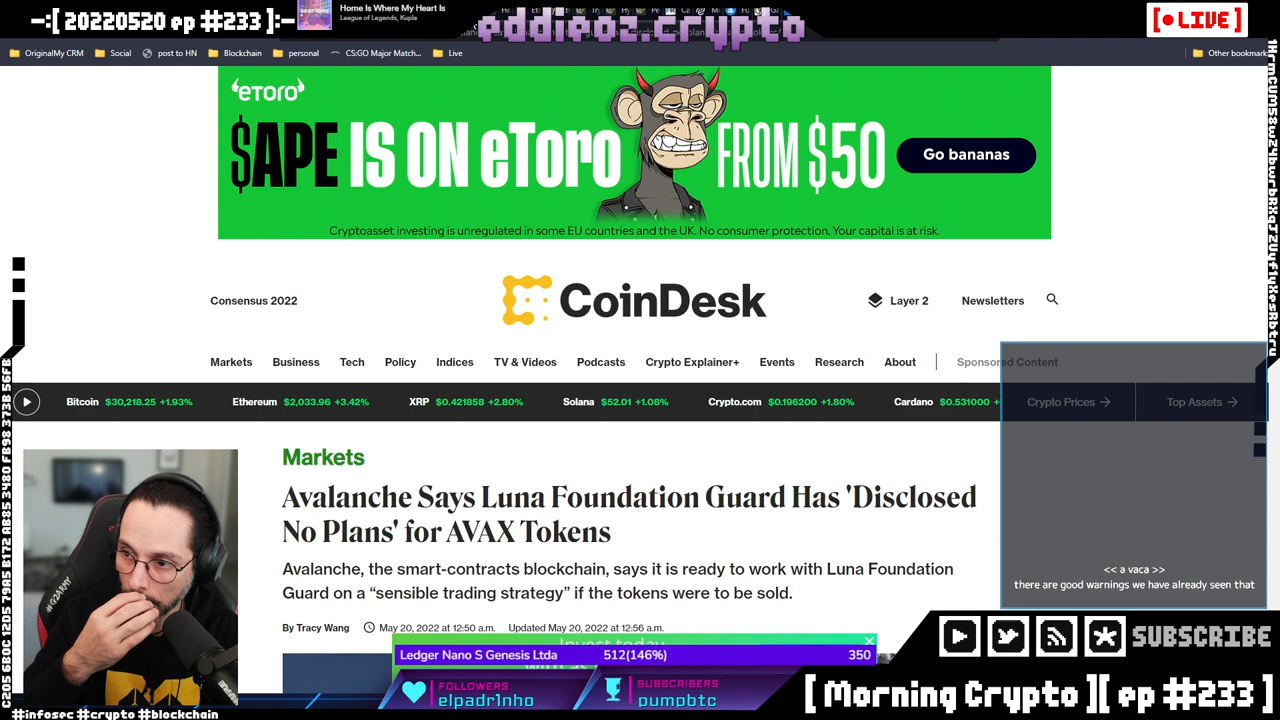 -:[ 20220520 ep #233 ]:-
Home Is Where My Heart Is
League of Legends, Kupla
eddieoz.crypto
[ • LIVE ]
OriginalMy CRM
Social
post to HN
Blockchain
personal
CS:GO Major Match...
Live
Other bookmark
eTORO
$APE IS ON eToro
FROM $50
Go bananas
Cryptoasset investing is unregulated in some EU countries and the UK. No consumer protection. Your capital is at risk.
Consensus 2022
CoinDesk
Layer 2
Newsletters
Markets Business Tech Policy Indices TV & Videos Podcasts Crypto Explainer+ Events Research About | Sponsored Content
Bitcoin $30,218.25 +1.93% Ethereum $2,033.96 +3.42% XRP $0.421858 +2.80% Solana $52.01 +1.08% Crypto.com $0.196200 +1.80% Cardano $0.531000 +
Crypto Prices →
Top Assets →
Markets
Avalanche Says Luna Foundation Guard Has 'Disclosed
No Plans' for AVAX Tokens
Avalanche, the smart-contracts blockchain, says it is ready to work with Luna Foundation
Guard on a “sensible trading strategy” if the tokens were to be sold.
By Tracy Wang
May 20, 2022 at 12:50 a.m.
Updated May 20, 2022 at 12:56 a.m.
<< a vaca >>
there are good warnings we have already seen that
#G2ARMY
Invest today
Ledger Nano S Genesis Ltda 512(146%) 350
FOLLOWERS
elpadr1nho
SUBSCRIBERS
pumpbtc
SUBSCRIBE
[ Morning Crypto ][ ep #233 ]
#infosec #crypto #blockchain